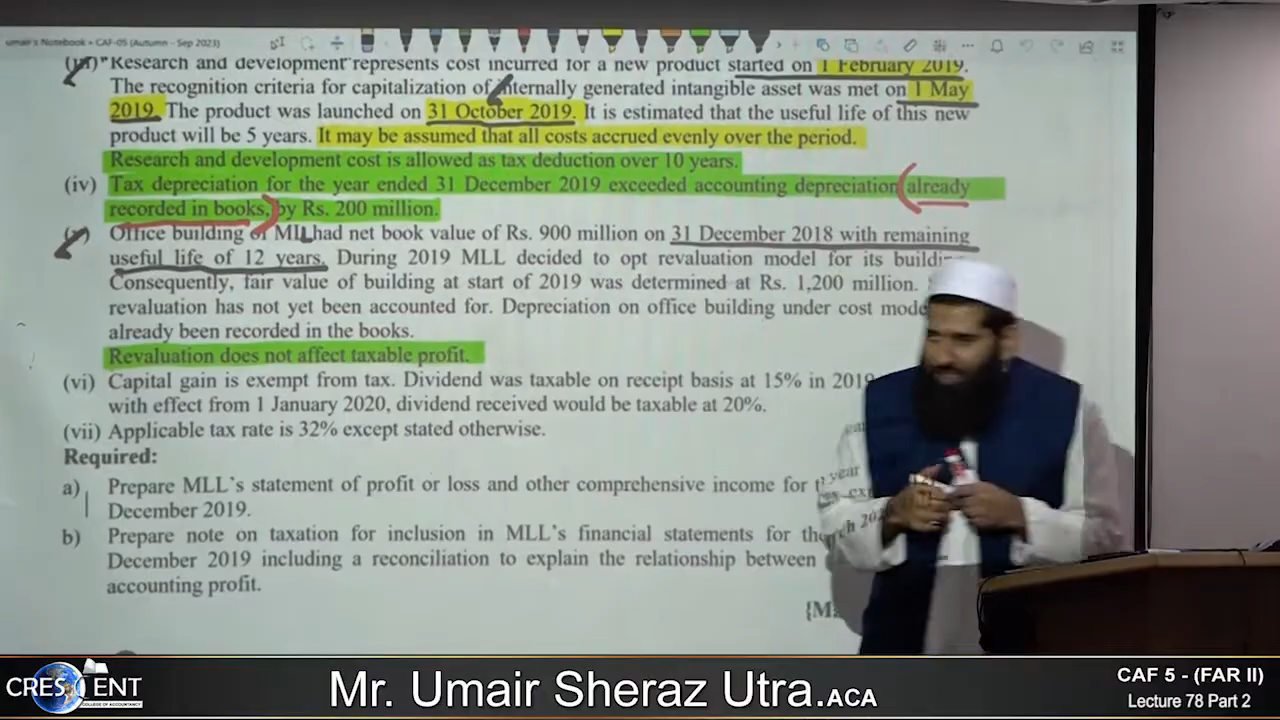 umair's Notebook • CAF-05 (Autumn - Sep 2023)
(iii) Research and development represents cost incurred for a new product started on 1 February 2019.
The recognition criteria for capitalization of internally generated intangible asset was met on 1 May
2019. The product was launched on 31 October 2019. It is estimated that the useful life of this new
product will be 5 years. It may be assumed that all costs accrued evenly over the period.
Research and development cost is allowed as tax deduction over 10 years.
(iv) Tax depreciation for the year ended 31 December 2019 exceeded accounting depreciation (already
recorded in books) by Rs. 200 million.
Office building of MLL had net book value of Rs. 900 million on 31 December 2018 with remaining
useful life of 12 years. During 2019 MLL decided to opt revaluation model for its
Consequently, fair value of building at start of 2019 was determined at Rs. 1,200 million.
revaluation has not yet been accounted for. Depreciation on office building under cost
already been recorded in the books.
Revaluation does not affect taxable profit.
(vi) Capital gain is exempt from tax. Dividend was taxable on receipt basis at 15% in 2019
with effect from 1 January 2020, dividend received would be taxable at 20%.
(vii) Applicable tax rate is 32% except stated otherwise.
Required:
a) Prepare MLL's statement of profit or loss and other comprehensive income for year
December 2019.
b) Prepare note on taxation for inclusion in MLL's financial statements for
December 2019 including a reconciliation to explain the relationship between
accounting profit.
CRESCENT
COLLEGE OF ACCOUNTANCY
Mr. Umair Sheraz Utra.ACA
CAF 5 - (FAR II)
Lecture 78 Part 2